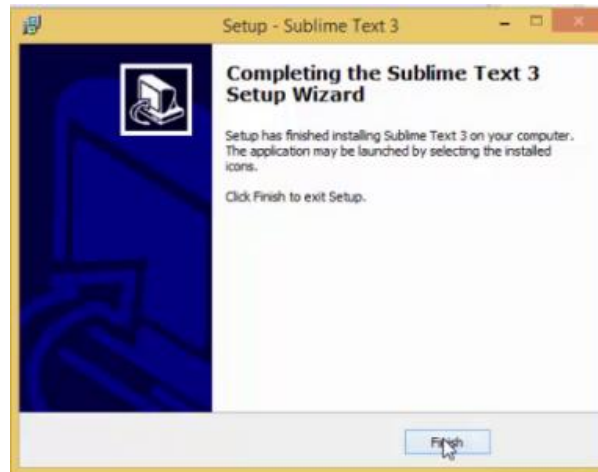 Setup - Sublime Text 3
Completing the Sublime Text 3
Setup Wizard
Setup has finished installing Sublime Text 3 on your computer.
The application may be launched by selecting the installed
icons.
Click Finish to exit Setup.
Finish